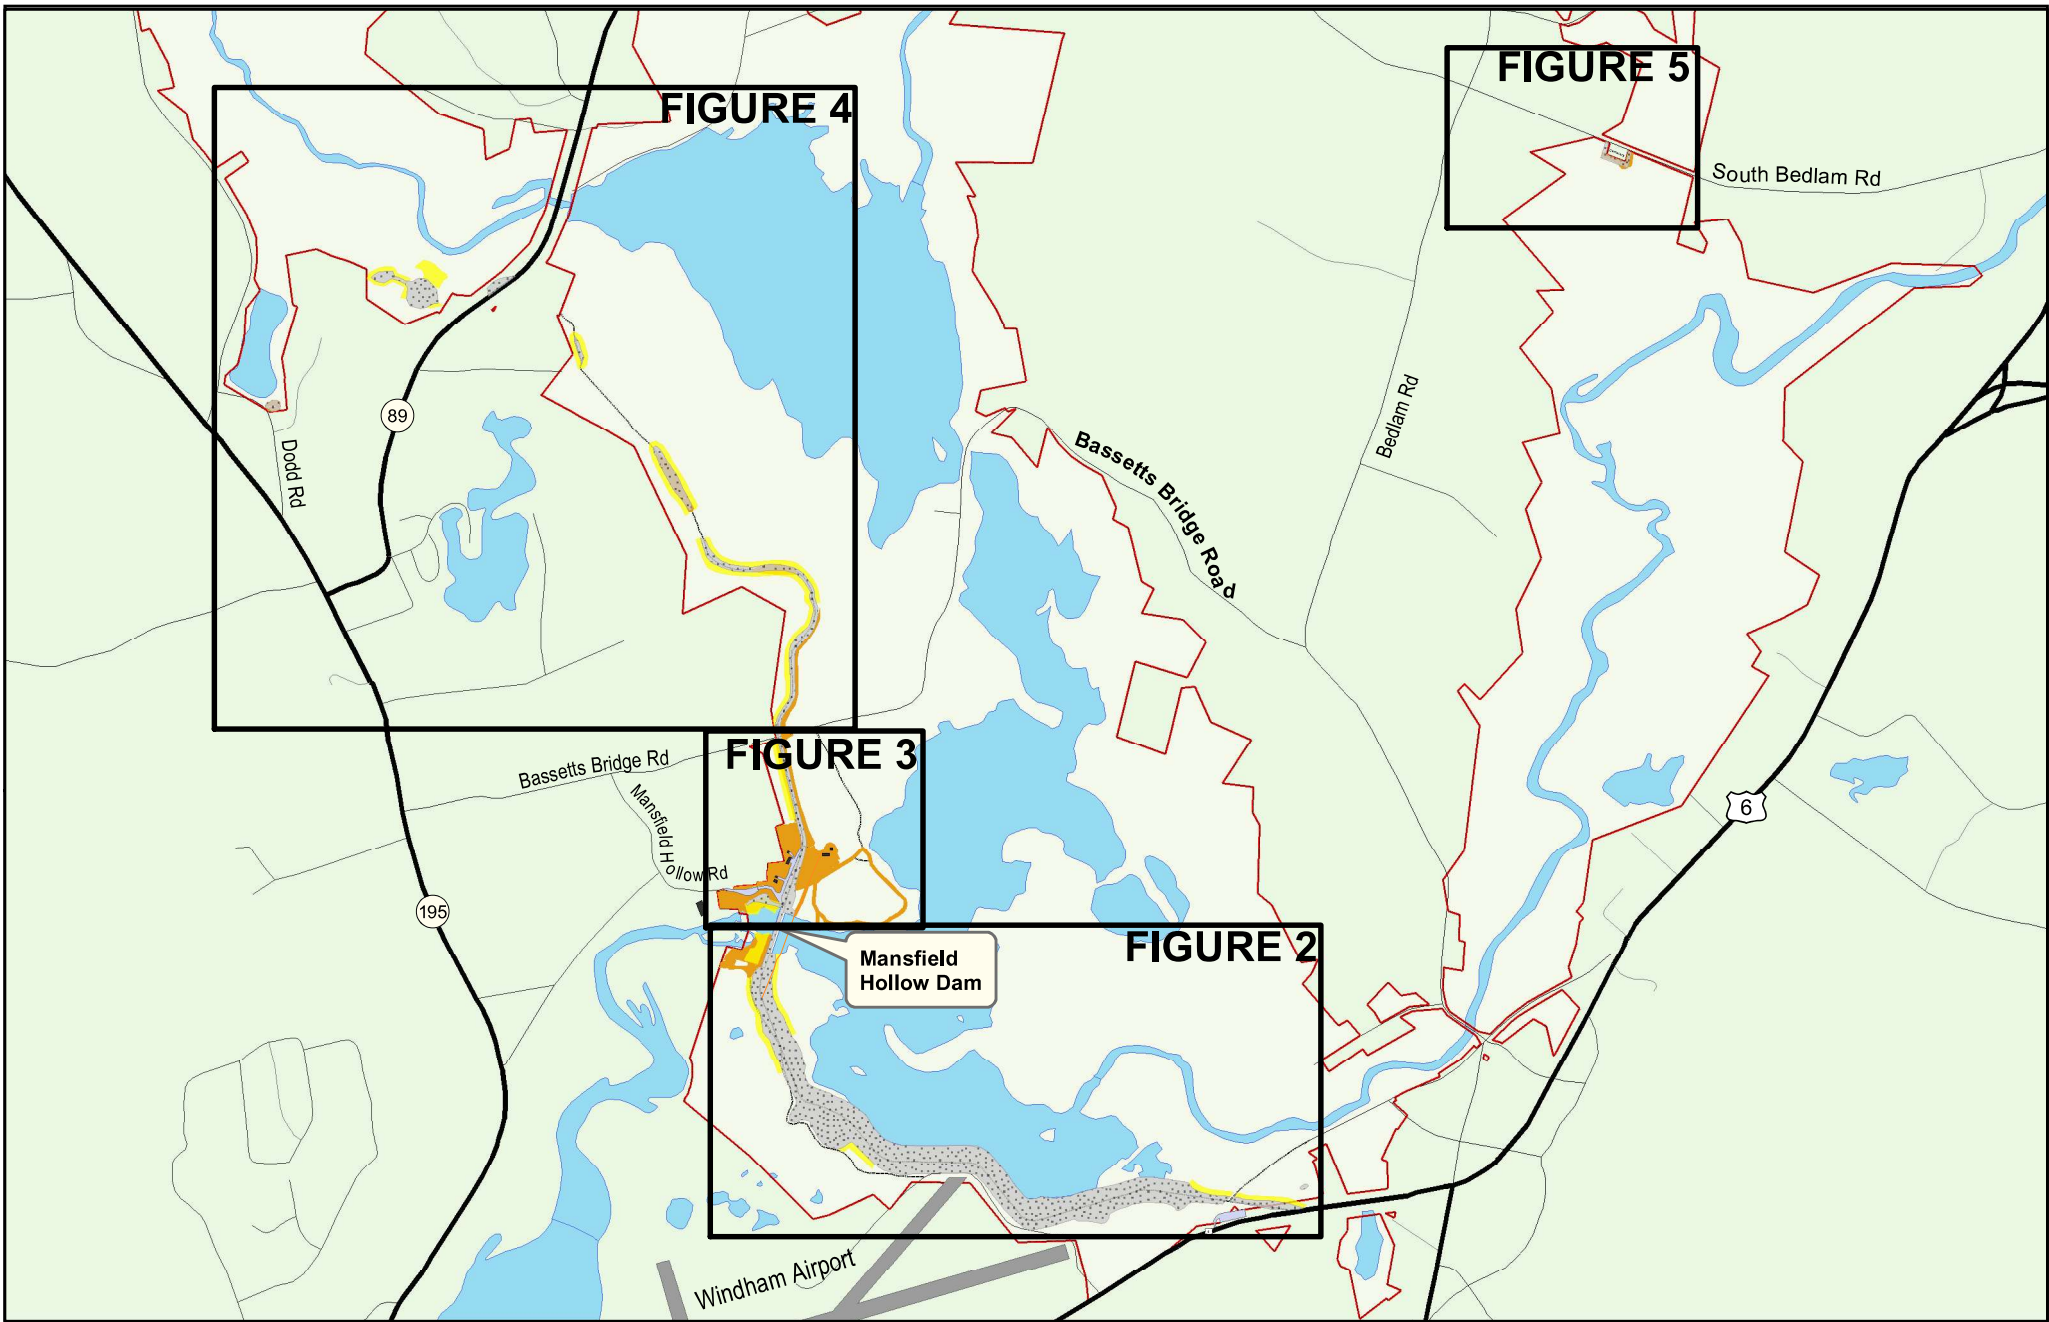 FIGURE 5
FIGURE 4
South Bedlam Rd
89
Dodd Rd
Bedlam Rd
Bassetts Bridge Road
FIGURE 3
Bassetts Bridge Rd
Mansfield Hollow Rd
6
195
FIGURE 2
Mansfield
Hollow Dam
Windham Airport